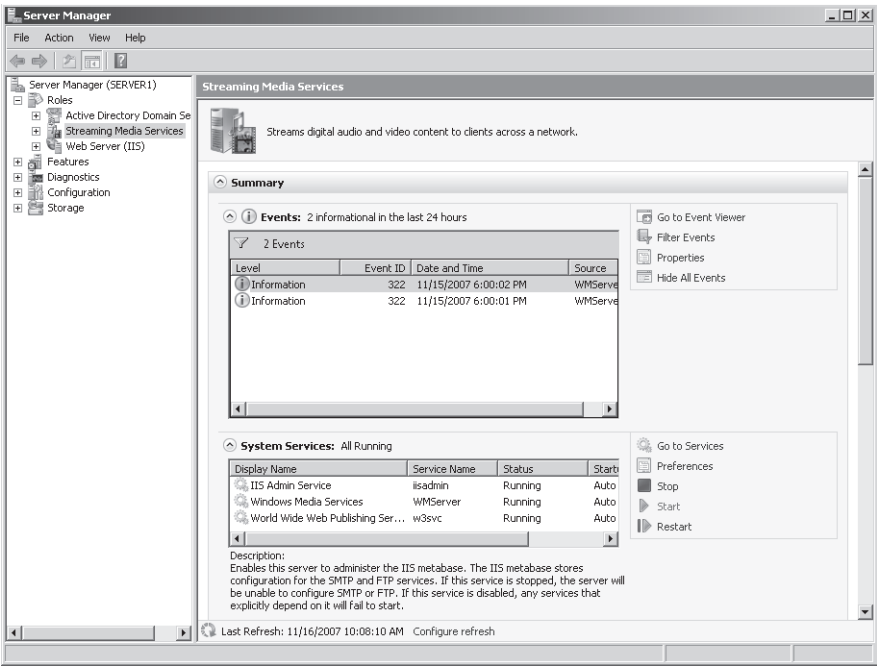 Server Manager
File Action View Help
Server Manager (SERVER1)
Roles
Active Directory Domain Se
Streaming Media Services
Web Server (IIS)
Features
Diagnostics
Configuration
Storage
Streaming Media Services
Streams digital audio and video content to clients across a network.
Summary
Events: 2 informational in the last 24 hours
2 Events
Level Event ID Date and Time Source
Information 322 11/15/2007 6:00:02 PM WMServe
Information 322 11/15/2007 6:00:01 PM WMServe
Go to Event Viewer
Filter Events
Properties
Hide All Events
System Services: All Running
Display Name Service Name Status Start
IIS Admin Service iisadmin Running Auto
Windows Media Services WMServer Running Auto
World Wide Web Publishing Ser... w3svc Running Auto
Description:
Enables this server to administer the IIS metabase. The IIS metabase stores
configuration for the SMTP and FTP services. If this service is stopped, the server will
be unable to configure SMTP or FTP. If this service is disabled, any services that
explicitly depend on it will fail to start.
Go to Services
Preferences
Stop
Start
Restart
Last Refresh: 11/16/2007 10:08:10 AM Configure refresh